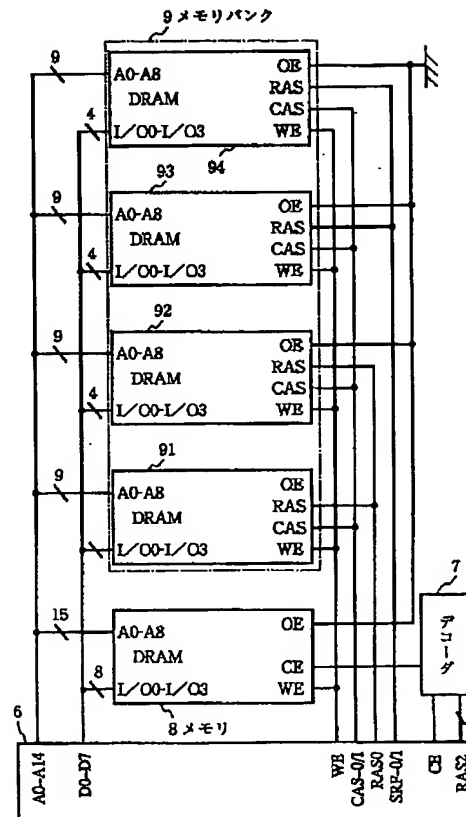 9 メモリバンク
9
A0-A8
DRAM
4
I/O0-I/O3
OE
RAS
CAS
WE
94
93
9
A0-A8
DRAM
4
I/O0-I/O3
OE
RAS
CAS
WE
92
9
A0-A8
DRAM
4
I/O0-I/O3
OE
RAS
CAS
WE
91
9
A0-A8
DRAM
I/O0-I/O3
OE
RAS
CAS
WE
15
A0-A8
DRAM
8
I/O0-I/O3
OE
CE
WE
8 メモリ
7
デコーダ
6
A0-A14
D0-D7
WE
CAS-0/1
RAS0
SRF-0/1
CE
RAS2